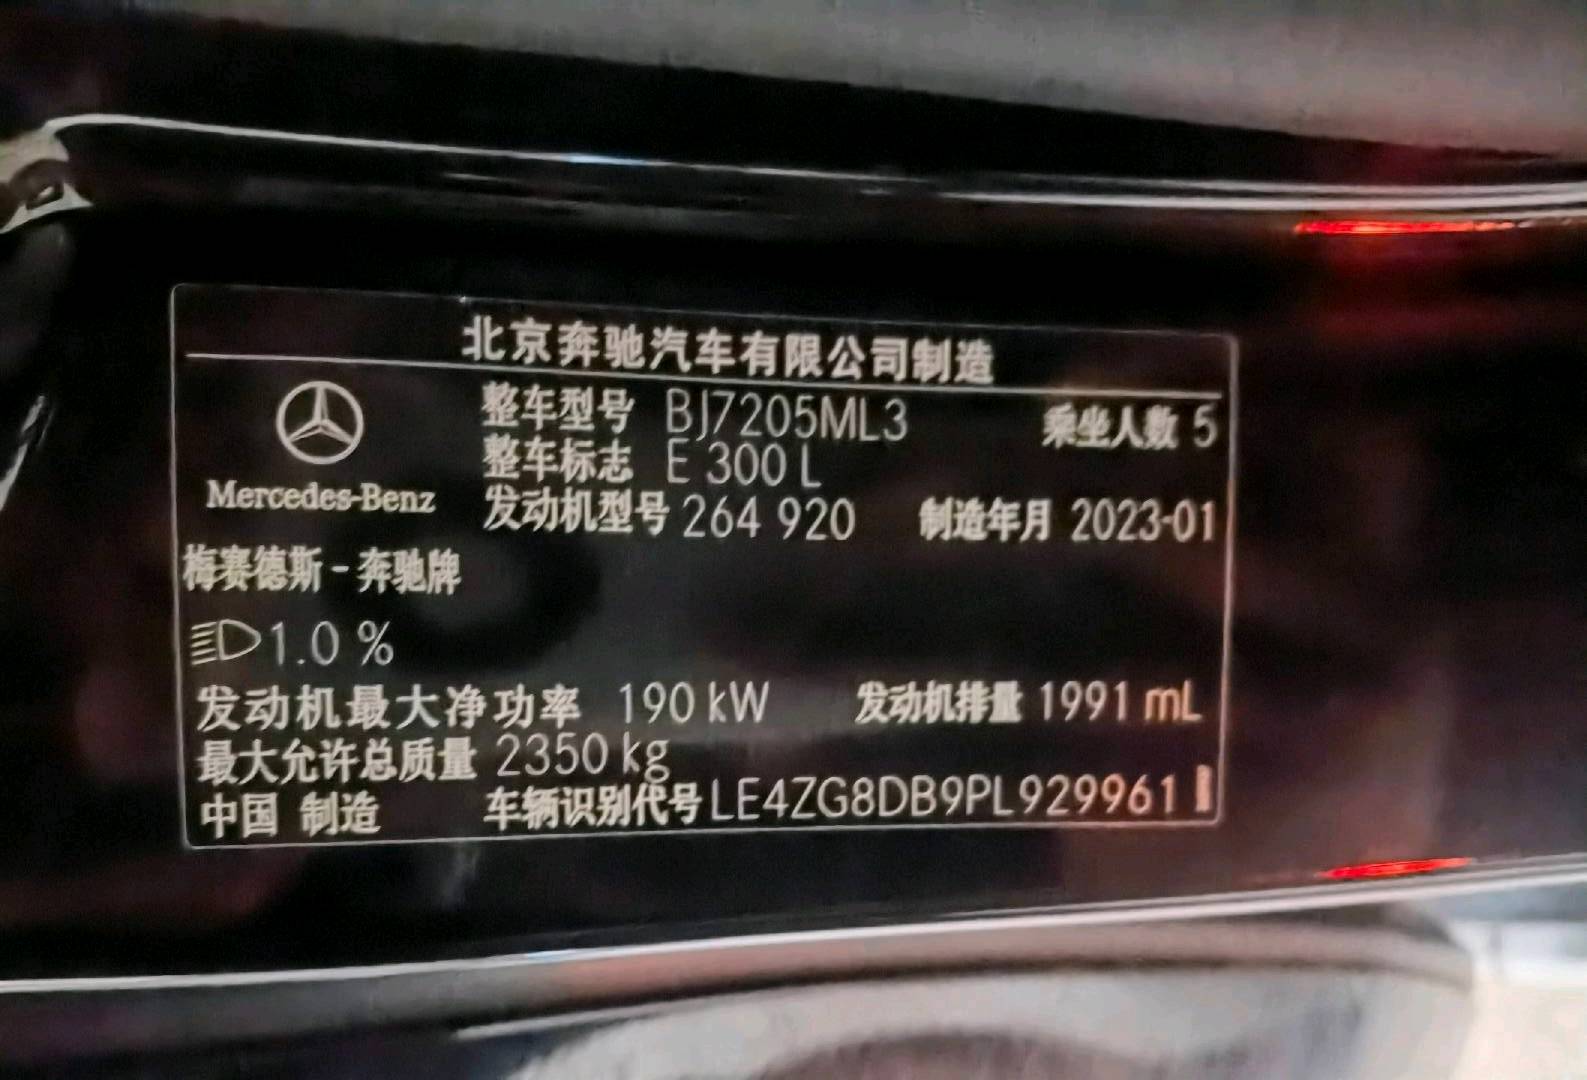 北京奔驰汽车有限公司制造
整车型号 BJ7205ML3 乘坐人数 5
整车标志 E 300 L
Mercedes-Benz
发动机型号 264 920 制造年月 2023-01
梅赛德斯-奔驰牌
1.0 %
发动机最大净功率 190 kW 发动机排量 1991 mL
最大允许总质量 2350 kg
中国 制造 车辆识别代号 LE4ZG8DB9PL929961